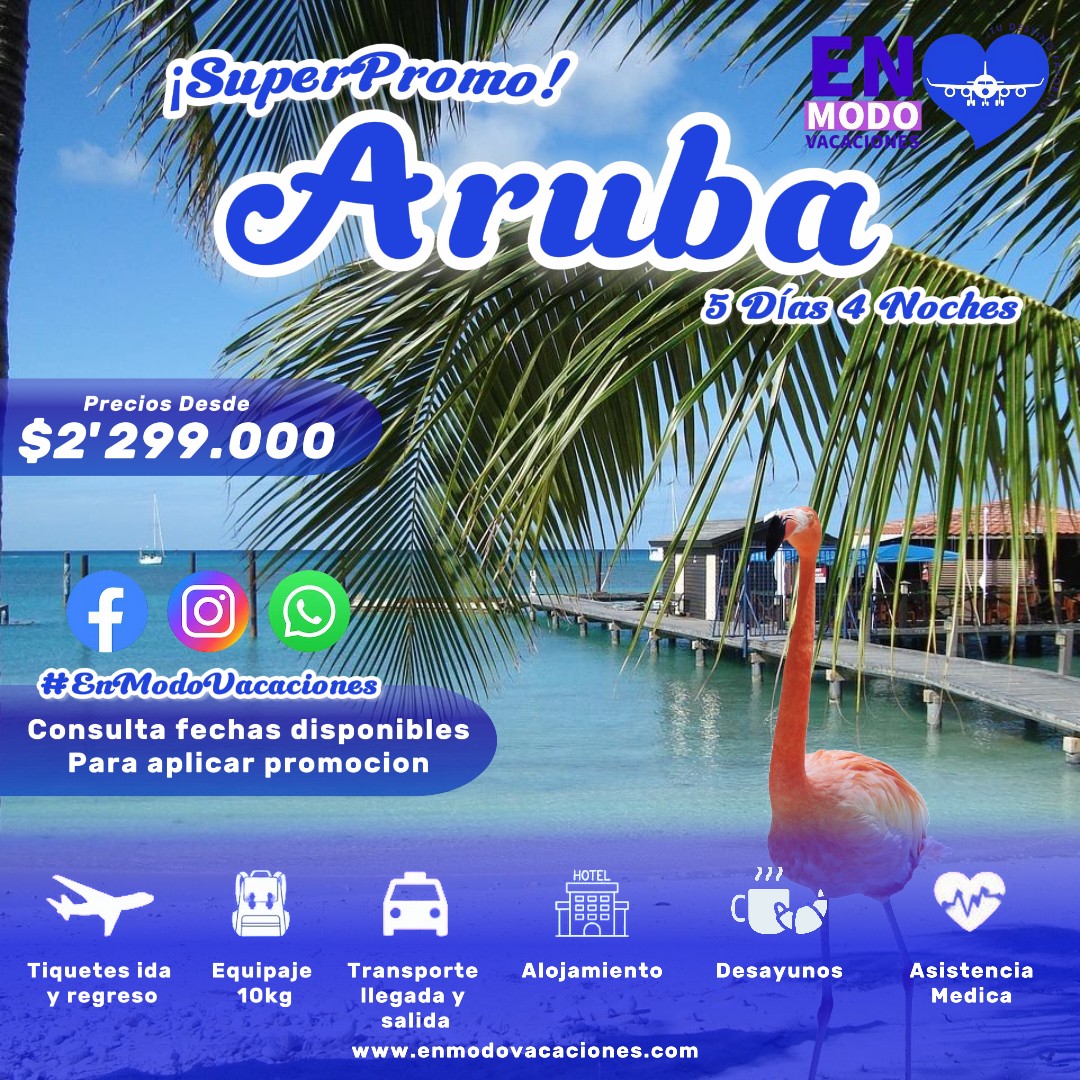 ¡SuperPromo!
Aruba
5 Días 4 Noches
EN
MODO
VACACIONES
Precios Desde
$2'299.000
#EnModoVacaciones
Consulta fechas disponibles
Para aplicar promocion
HOTEL
Tiquetes ida
y regreso
Equipaje
10kg
Transporte
llegada y
salida
Alojamiento
Desayunos
Asistencia
Medica
www.enmodovacaciones.com